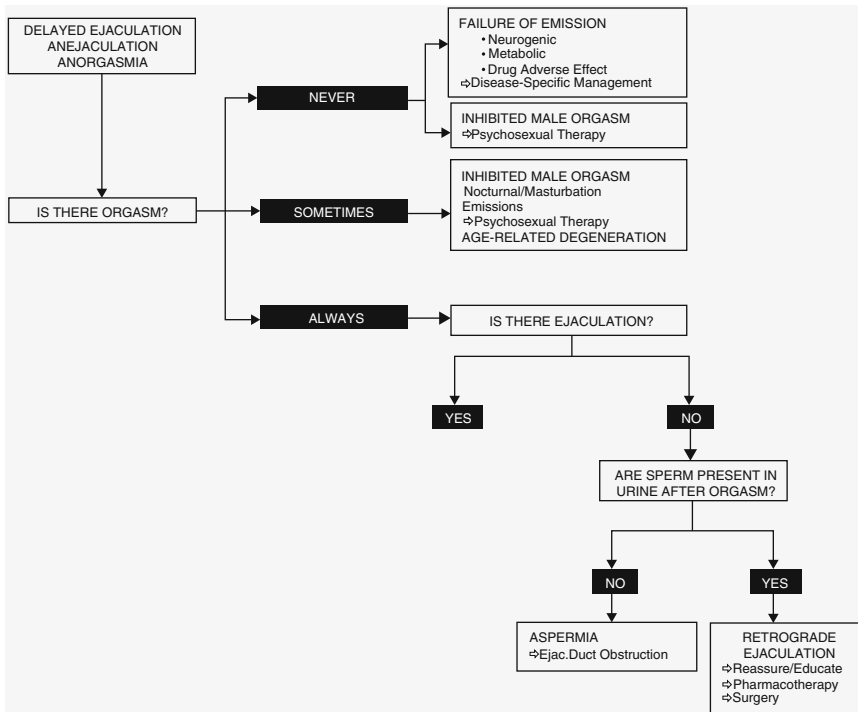 DELAYED EJACULATION
ANEJACULATION
ANORGASMIA
IS THERE ORGASM?
NEVER
FAILURE OF EMISSION
• Neurogenic
• Metabolic
• Drug Adverse Effect
⇨Disease-Specific Management
INHIBITED MALE ORGASM
⇨Psychosexual Therapy
SOMETIMES
INHIBITED MALE ORGASM
Nocturnal/Masturbation
Emissions
⇨Psychosexual Therapy
AGE-RELATED DEGENERATION
ALWAYS
IS THERE EJACULATION?
YES
NO
ARE SPERM PRESENT IN
URINE AFTER ORGASM?
NO
YES
ASPERMIA
⇨Ejac.Duct Obstruction
RETROGRADE
EJACULATION
⇨Reassure/Educate
⇨Pharmacotherapy
⇨Surgery